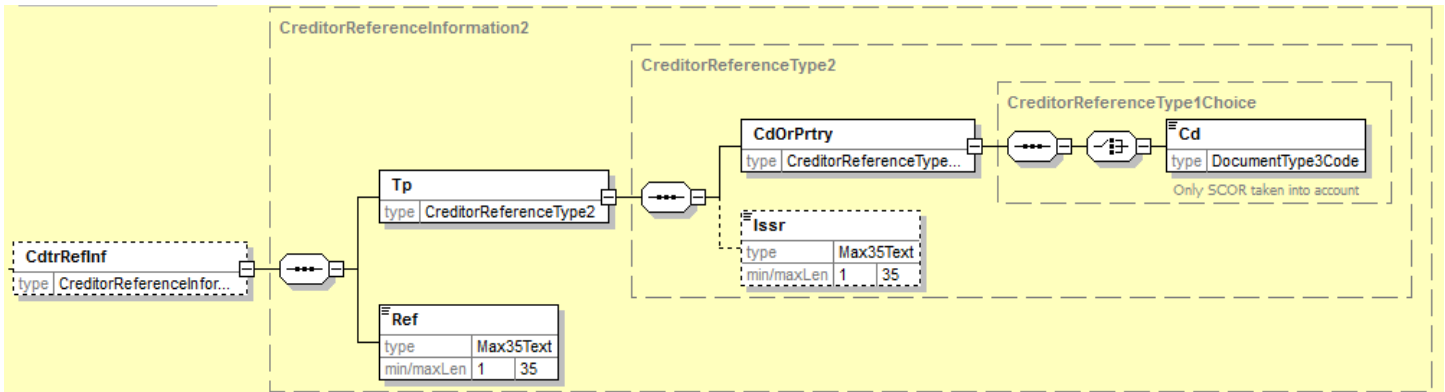 CreditorReferenceInformation2
CreditorReferenceType2
CreditorReferenceType1Choice
CdOrPrtry
type CreditorReferenceType...
Cd
type DocumentType3Code
Only SCOR taken into account
Tp
type CreditorReferenceType2
Issr
type Max35Text
min/maxLen 1 35
CdtrRefInf
type CreditorReferenceInfor...
Ref
type Max35Text
min/maxLen 1 35